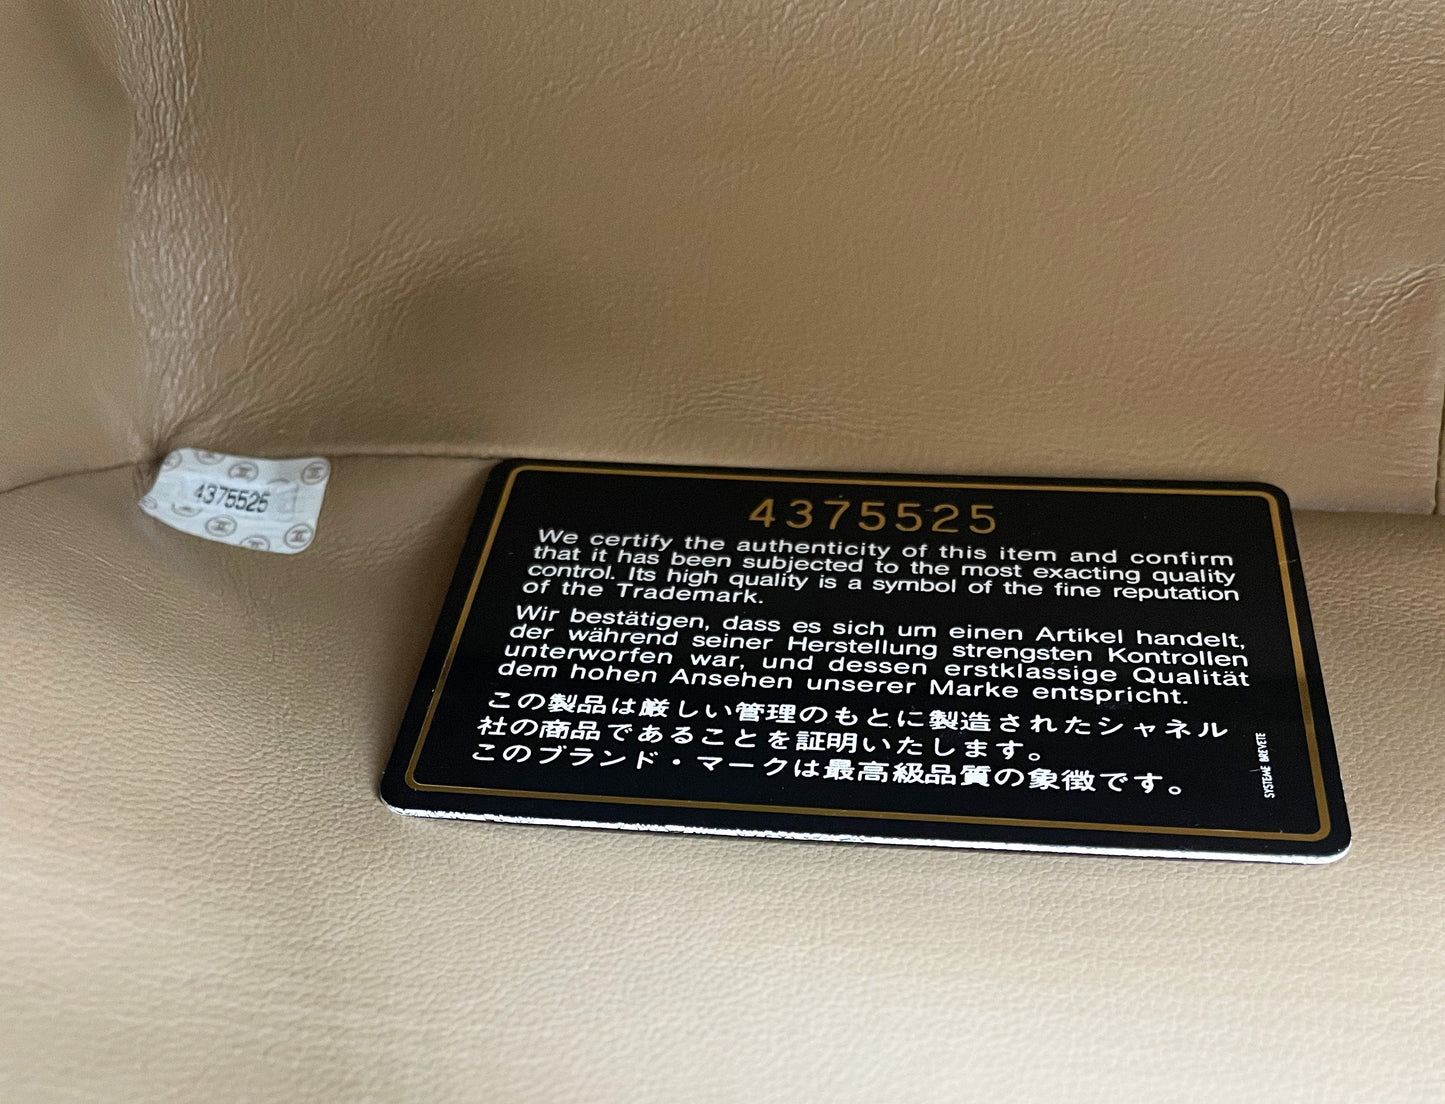 4375525
4375525
We certify the authenticity of this item and confirm
that it has been subjected to the most exacting quality
control. Its high quality is a symbol of the fine reputation
of the Trademark.
Wir bestätigen, dass es sich um einen Artikel handelt,
der während seiner Herstellung strengsten Kontrollen
unterworfen war, und dessen erstklassige Qualität
dem hohen Ansehen unserer Marke entspricht.
この製品は厳しい管理のもとに製造されたシャネル
社の商品であることを証明いたします。
このブランド・マークは最高級品質の象徴です。
SYSTEME BREVETE